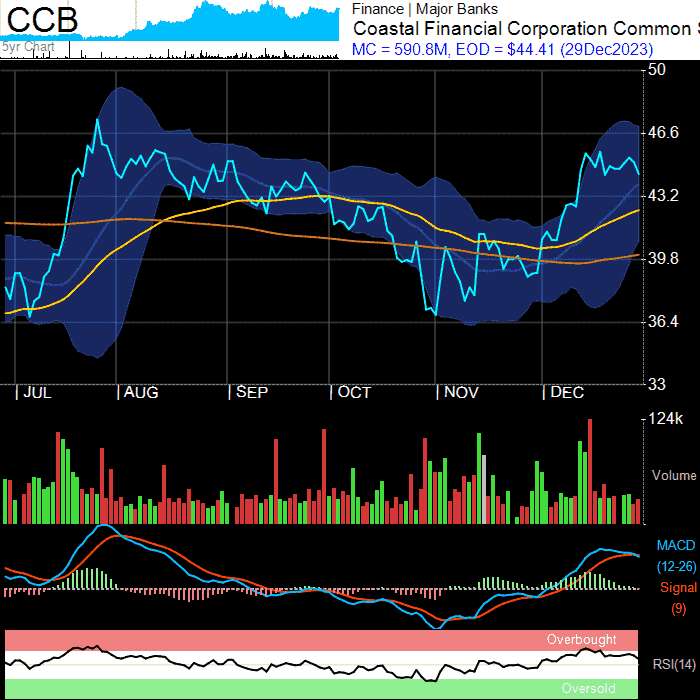 CCB
5yr Chart
Finance | Major Banks
Coastal Financial Corporation Common S
MC = 590.8M, EOD = $44.41 (29Dec2023)
50
46.6
43.2
39.8
36.4
33
JUL AUG SEP OCT NOV DEC
124k
Volume
MACD
(12-26)
Signal
(9)
Overbought
RSI(14)
Oversold